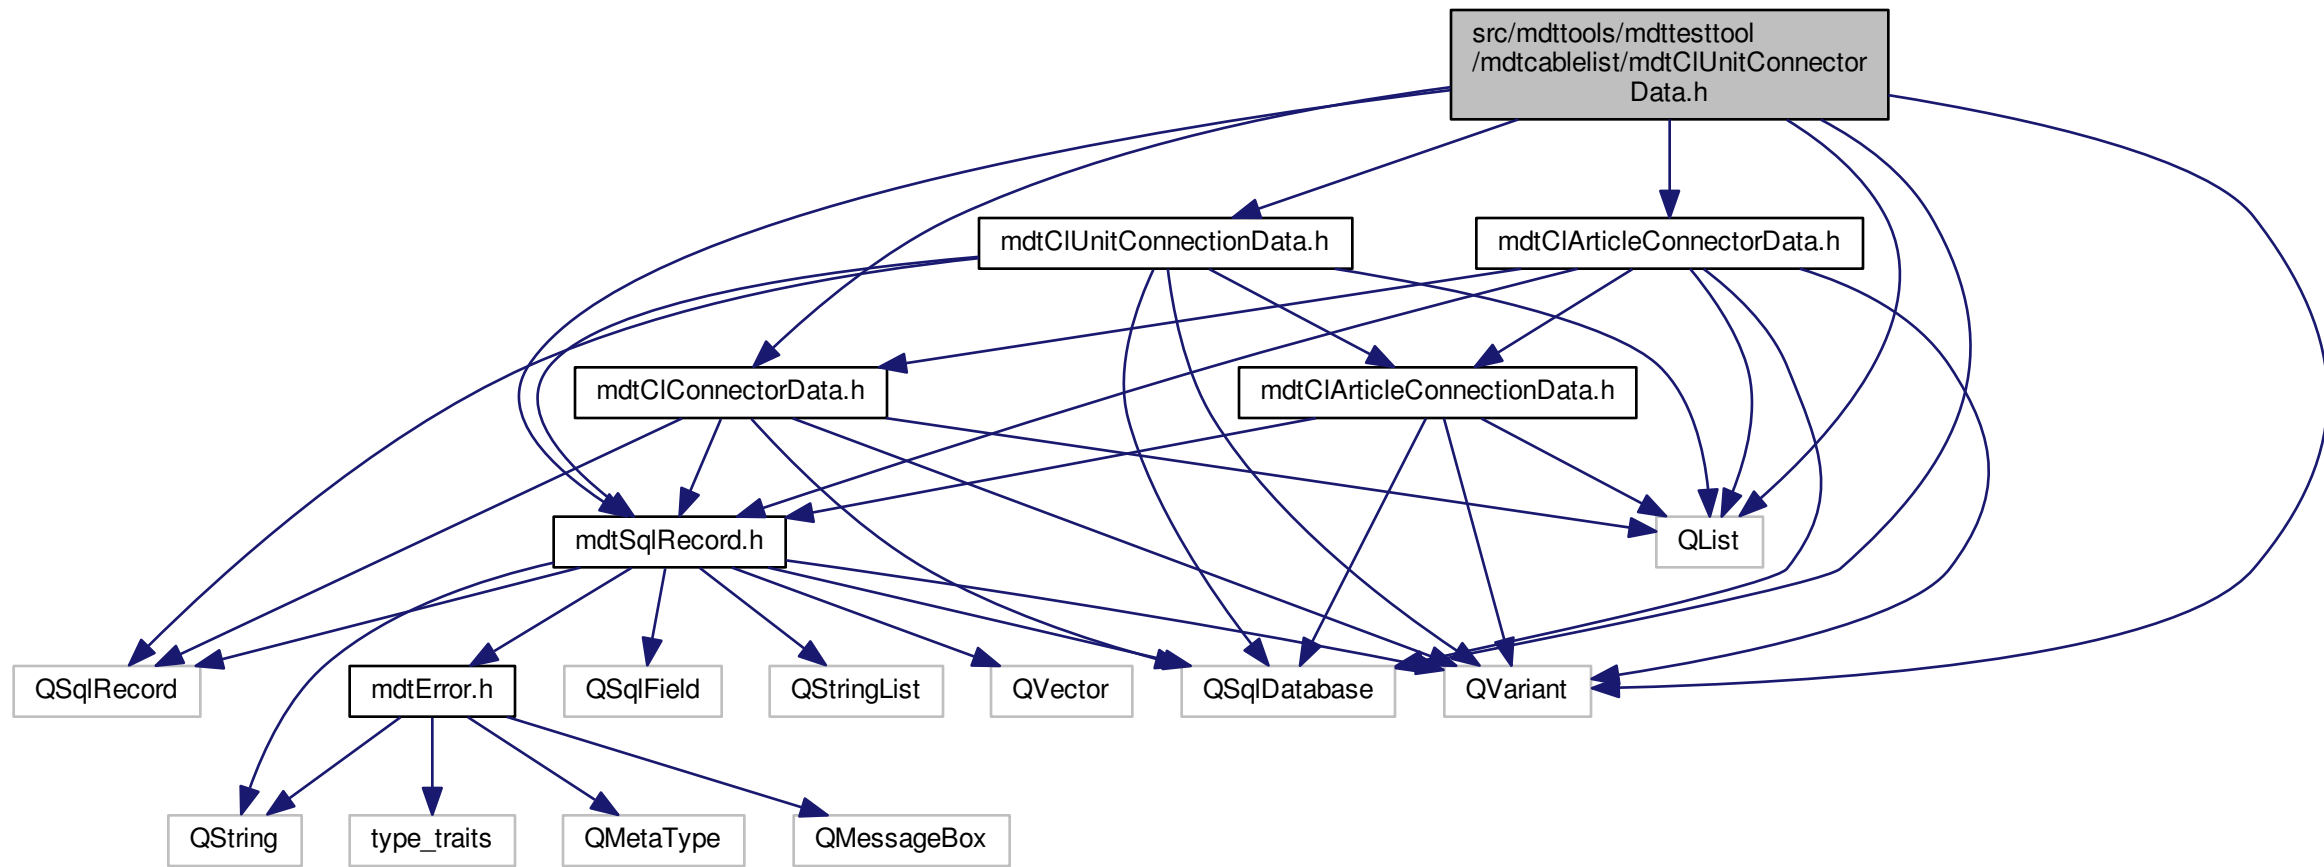 src/mdttools/mdttesttool
/mdtcablelist/mdtClUnitConnector
Data.h
mdtClUnitConnectionData.h
mdtClArticleConnectorData.h
mdtClConnectorData.h
mdtClArticleConnectionData.h
mdtSqlRecord.h
QList
QSqlRecord
mdtError.h
QSqlField
QStringList
QVector
QSqlDatabase
QVariant
QString
type_traits
QMetaType
QMessageBox